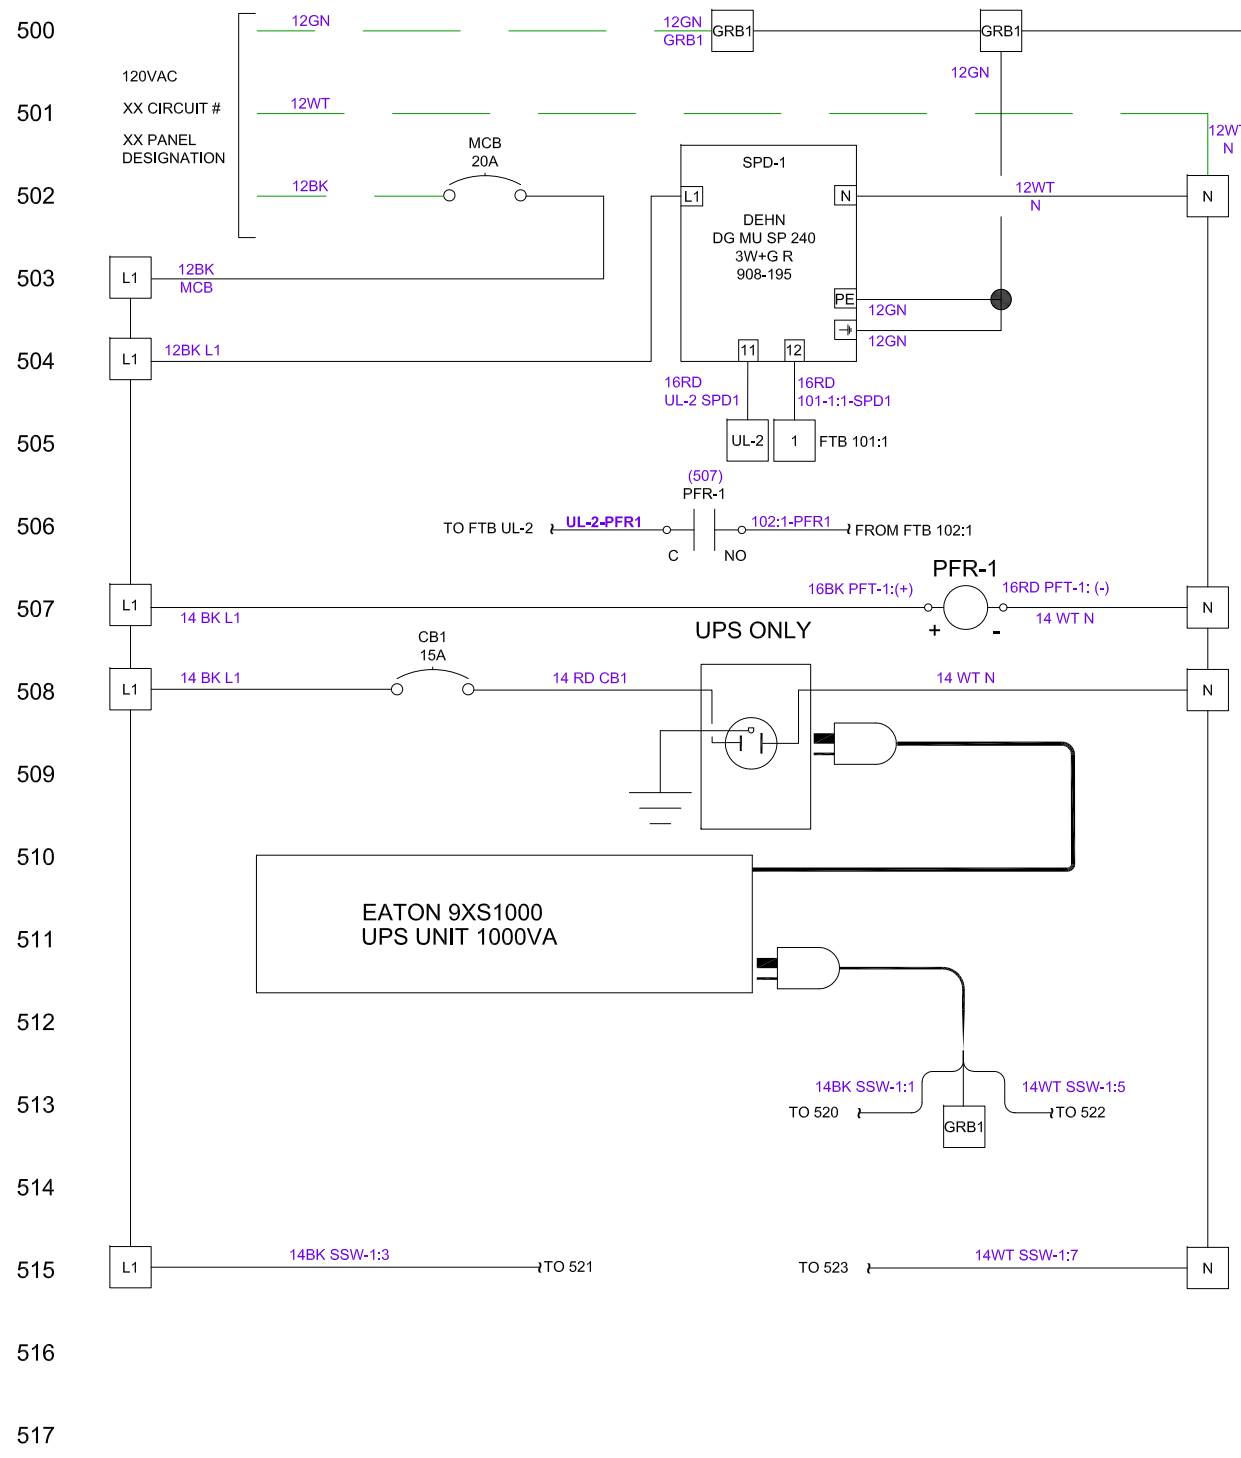 500
12GN
12GN
GRB1
GRB1
GRB1
12GN
120VAC
XX CIRCUIT #
XX PANEL
DESIGNATION
501
12WT
12WT
N
MCB
20A
SPD-1
502
12BK
L1
N
12WT
N
N
DEHN
DG MU SP 240
3W+G R
908-195
503
L1
12BK
MCB
PE
12GN
12GN
504
L1
12BK L1
11
12
16RD
UL-2 SPD1
16RD
101-1:1-SPD1
505
UL-2
1
FTB 101:1
(507)
PFR-1
506
TO FTB UL-2
UL-2-PFR1
102:1-PFR1
FROM FTB 102:1
C
NO
PFR-1
507
L1
14 BK L1
16BK PFT-1:(+)
16RD PFT-1: (-)
+
-
14 WT N
N
UPS ONLY
CB1
15A
508
L1
14 BK L1
14 RD CB1
14 WT N
N
509
510
EATON 9XS1000
UPS UNIT 1000VA
511
512
14BK SSW-1:1
14WT SSW-1:5
513
TO 520
TO 522
GRB1
514
515
L1
14BK SSW-1:3
TO 521
TO 523
14WT SSW-1:7
N
516
517